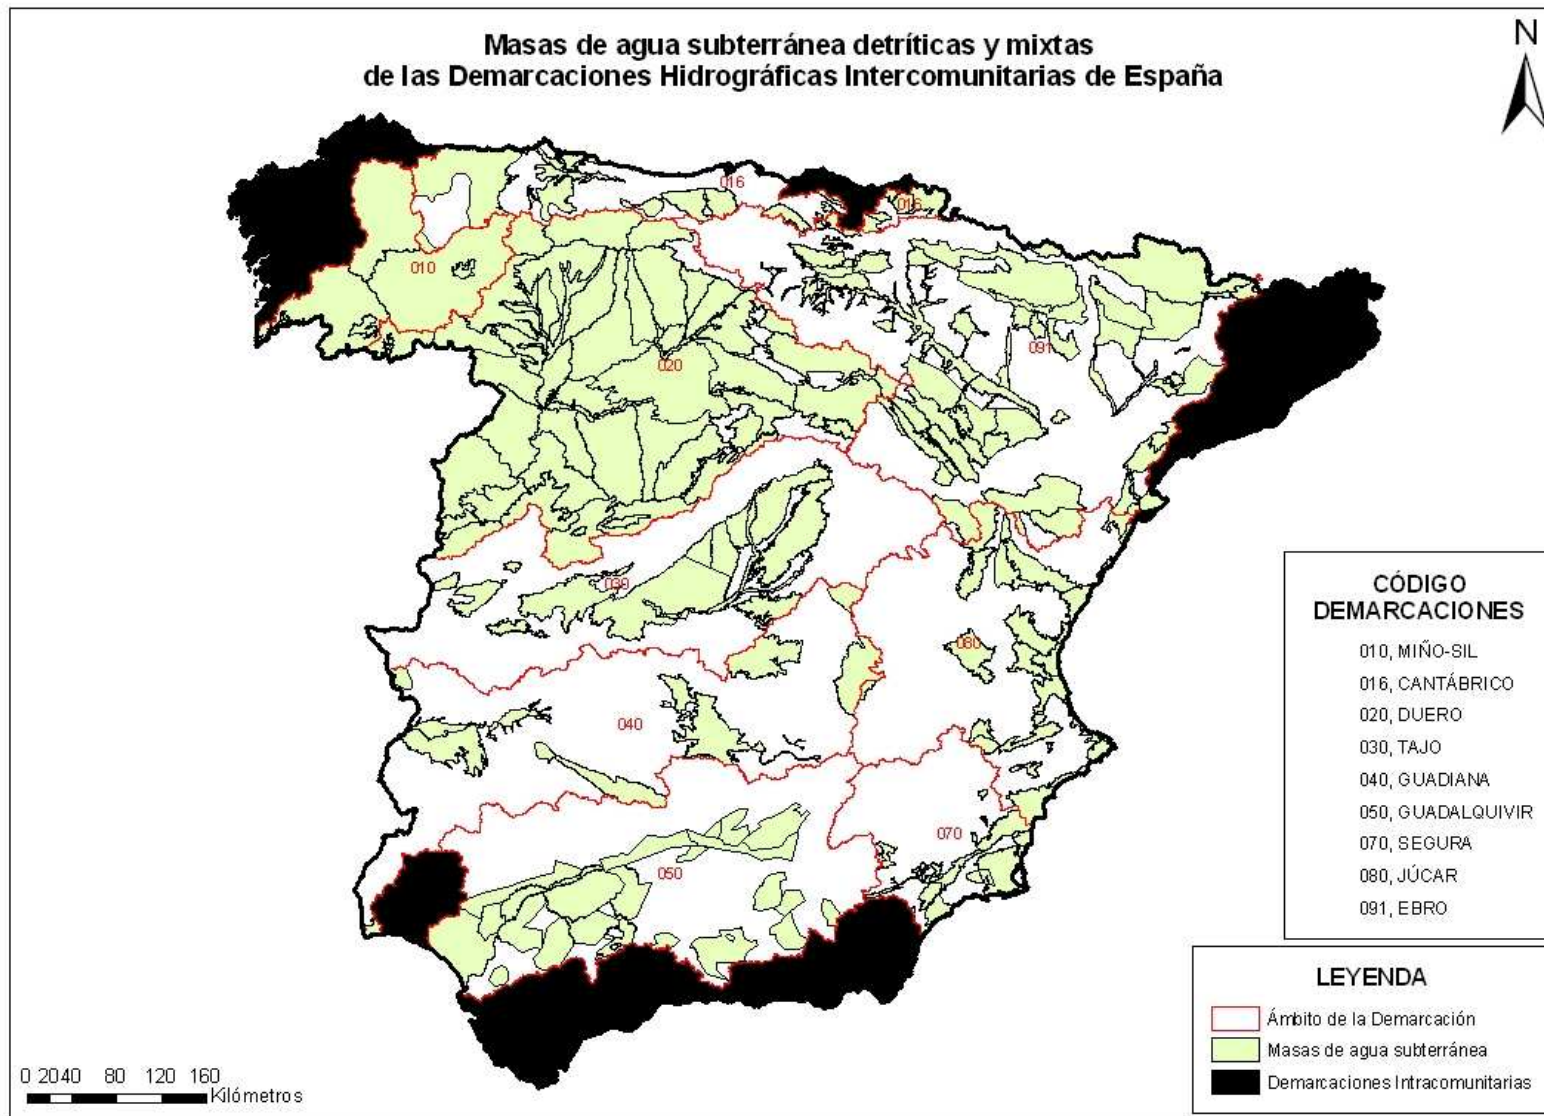 Masas de agua subterránea detríticas y mixtas
de las Demarcaciones Hidrográficas Intercomunitarias de España
N
016
016
010
091
020
030
080
040
070
050
CÓDIGO
DEMARCACIONES
010, MIÑO-SIL
016, CANTÁBRICO
020, DUERO
030, TAJO
040, GUADIANA
050, GUADALQUIVIR
070, SEGURA
080, JÚCAR
091, EBRO
LEYENDA
Ámbito de la Demarcación
Masas de agua subterránea
Demarcaciones Intracomunitarias
0 20 40 80 120 160
Kilómetros